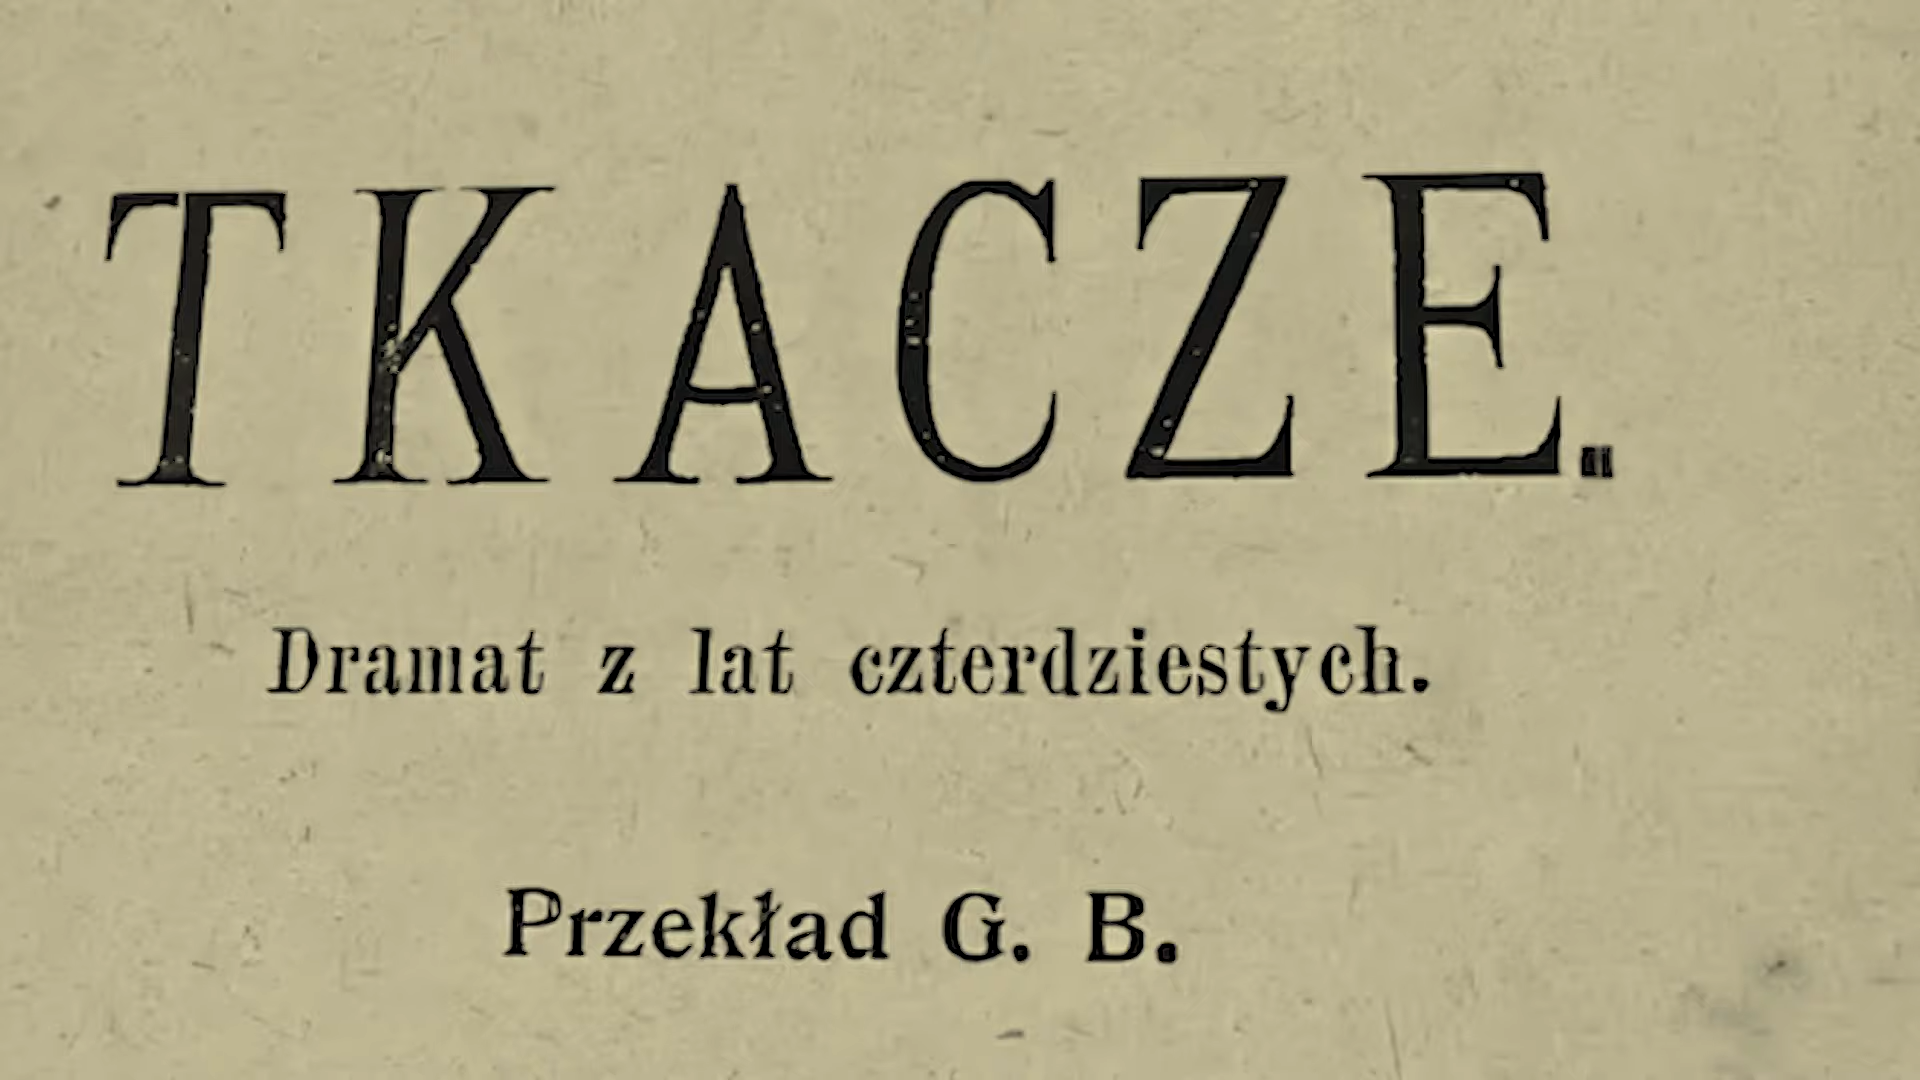 TKACZE.
Dramat z lat czterdziestych.
Przekład G. B.